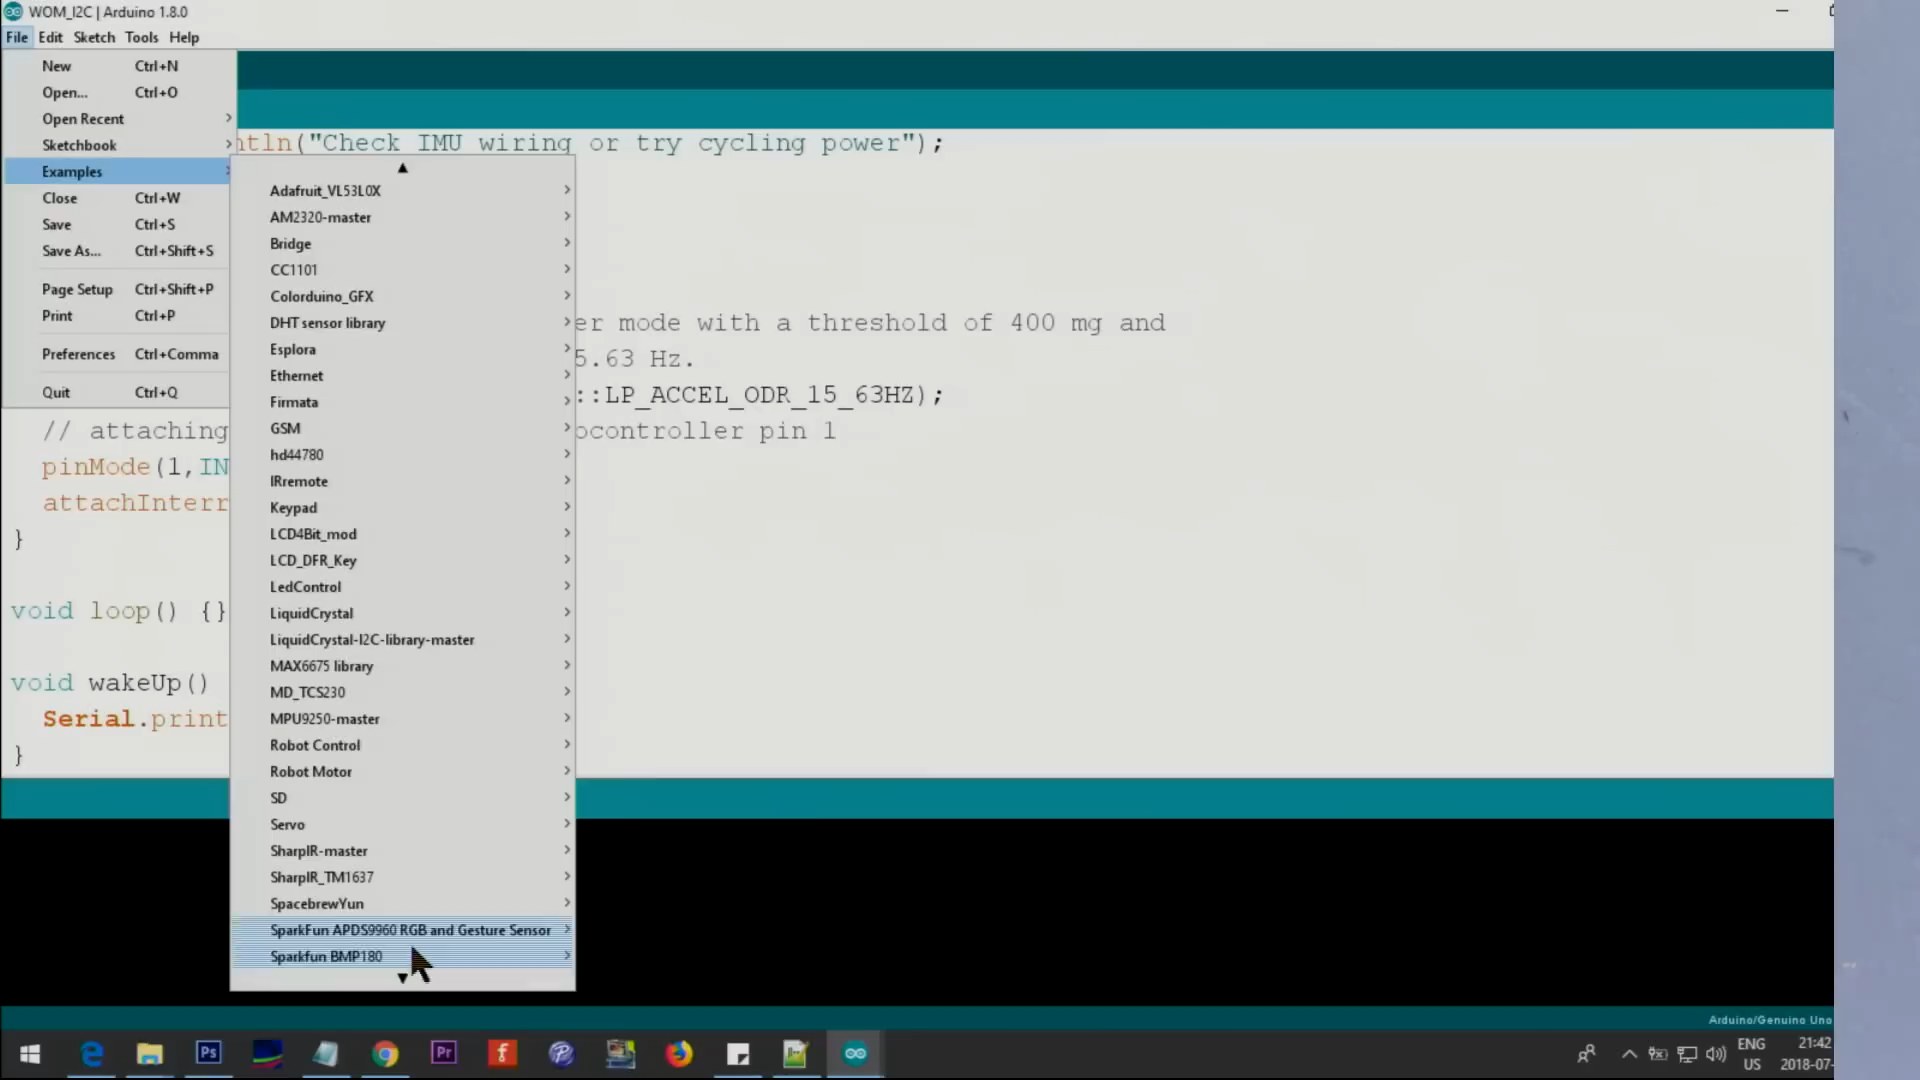 WOM_I2C | Arduino 1.8.0
File Edit Sketch Tools Help
New Ctrl+N
Open... Ctrl+O
Open Recent
Sketchbook
Examples
Close Ctrl+W
Save Ctrl+S
Save As... Ctrl+Shift+S
Page Setup Ctrl+Shift+P
Print Ctrl+P
Preferences Ctrl+Comma
Quit Ctrl+Q
Adafruit_VL53L0X
AM2320-master
Bridge
CC1101
Colorduino_GFX
DHT sensor library
Esplora
Ethernet
Firmata
GSM
hd44780
IRremote
Keypad
LCD4Bit_mod
LCD_DFR_Key
LedControl
LiquidCrystal
LiquidCrystal-I2C-library-master
MAX6675 library
MD_TCS230
MPU9250-master
Robot Control
Robot Motor
SD
Servo
SharpIR-master
SharpIR_TM1637
SpacebrewYun
SparkFun APDS9960 RGB and Gesture Sensor
Sparkfun BMP180
ntln("Check IMU wiring or try cycling power");
er mode with a threshold of 400 mg and
5.63 Hz.
::LP_ACCEL_ODR_15_63HZ);
// attaching ocontroller pin 1
pinMode(1,IN
attachInterr
}
void loop() {}
void wakeUp()
Serial.print
}
Arduino/Genuino Uno
Ps
Pr
f
ENG
US
21:42
2018-07-